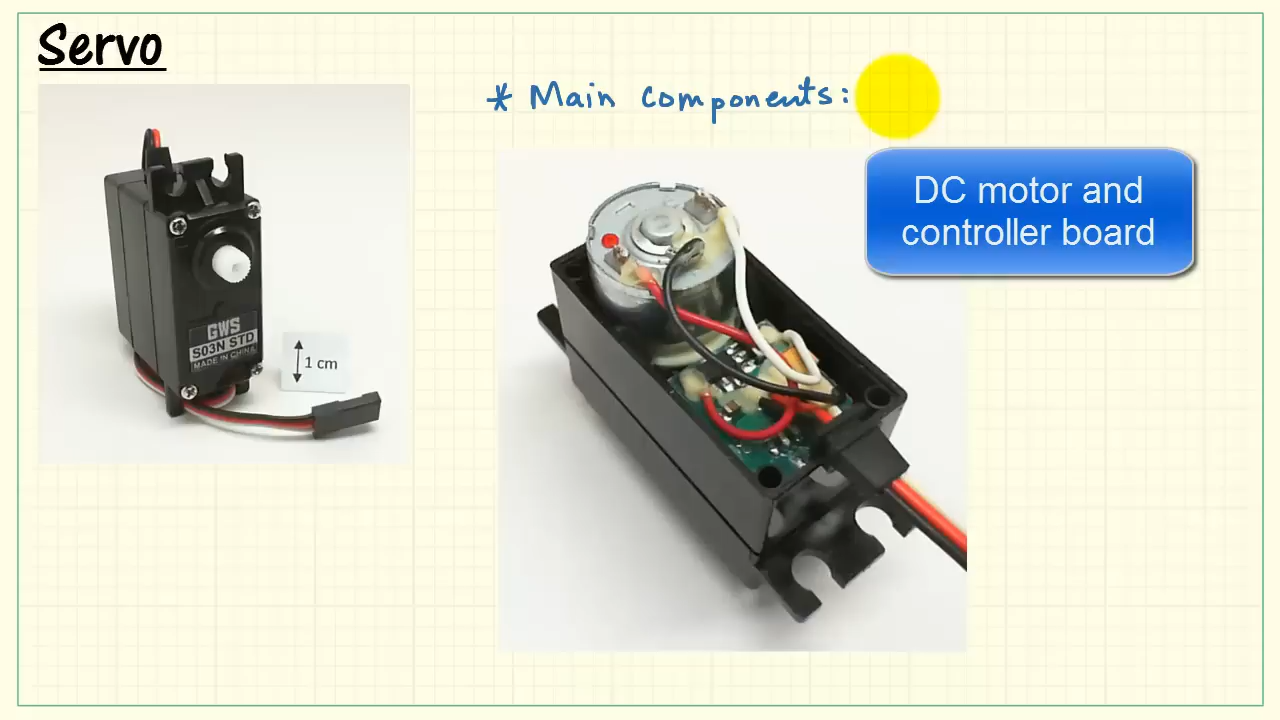 Servo
* Main components:
DC motor and
controller board
GWS
S03N STD
MADE IN CHINA
1 cm